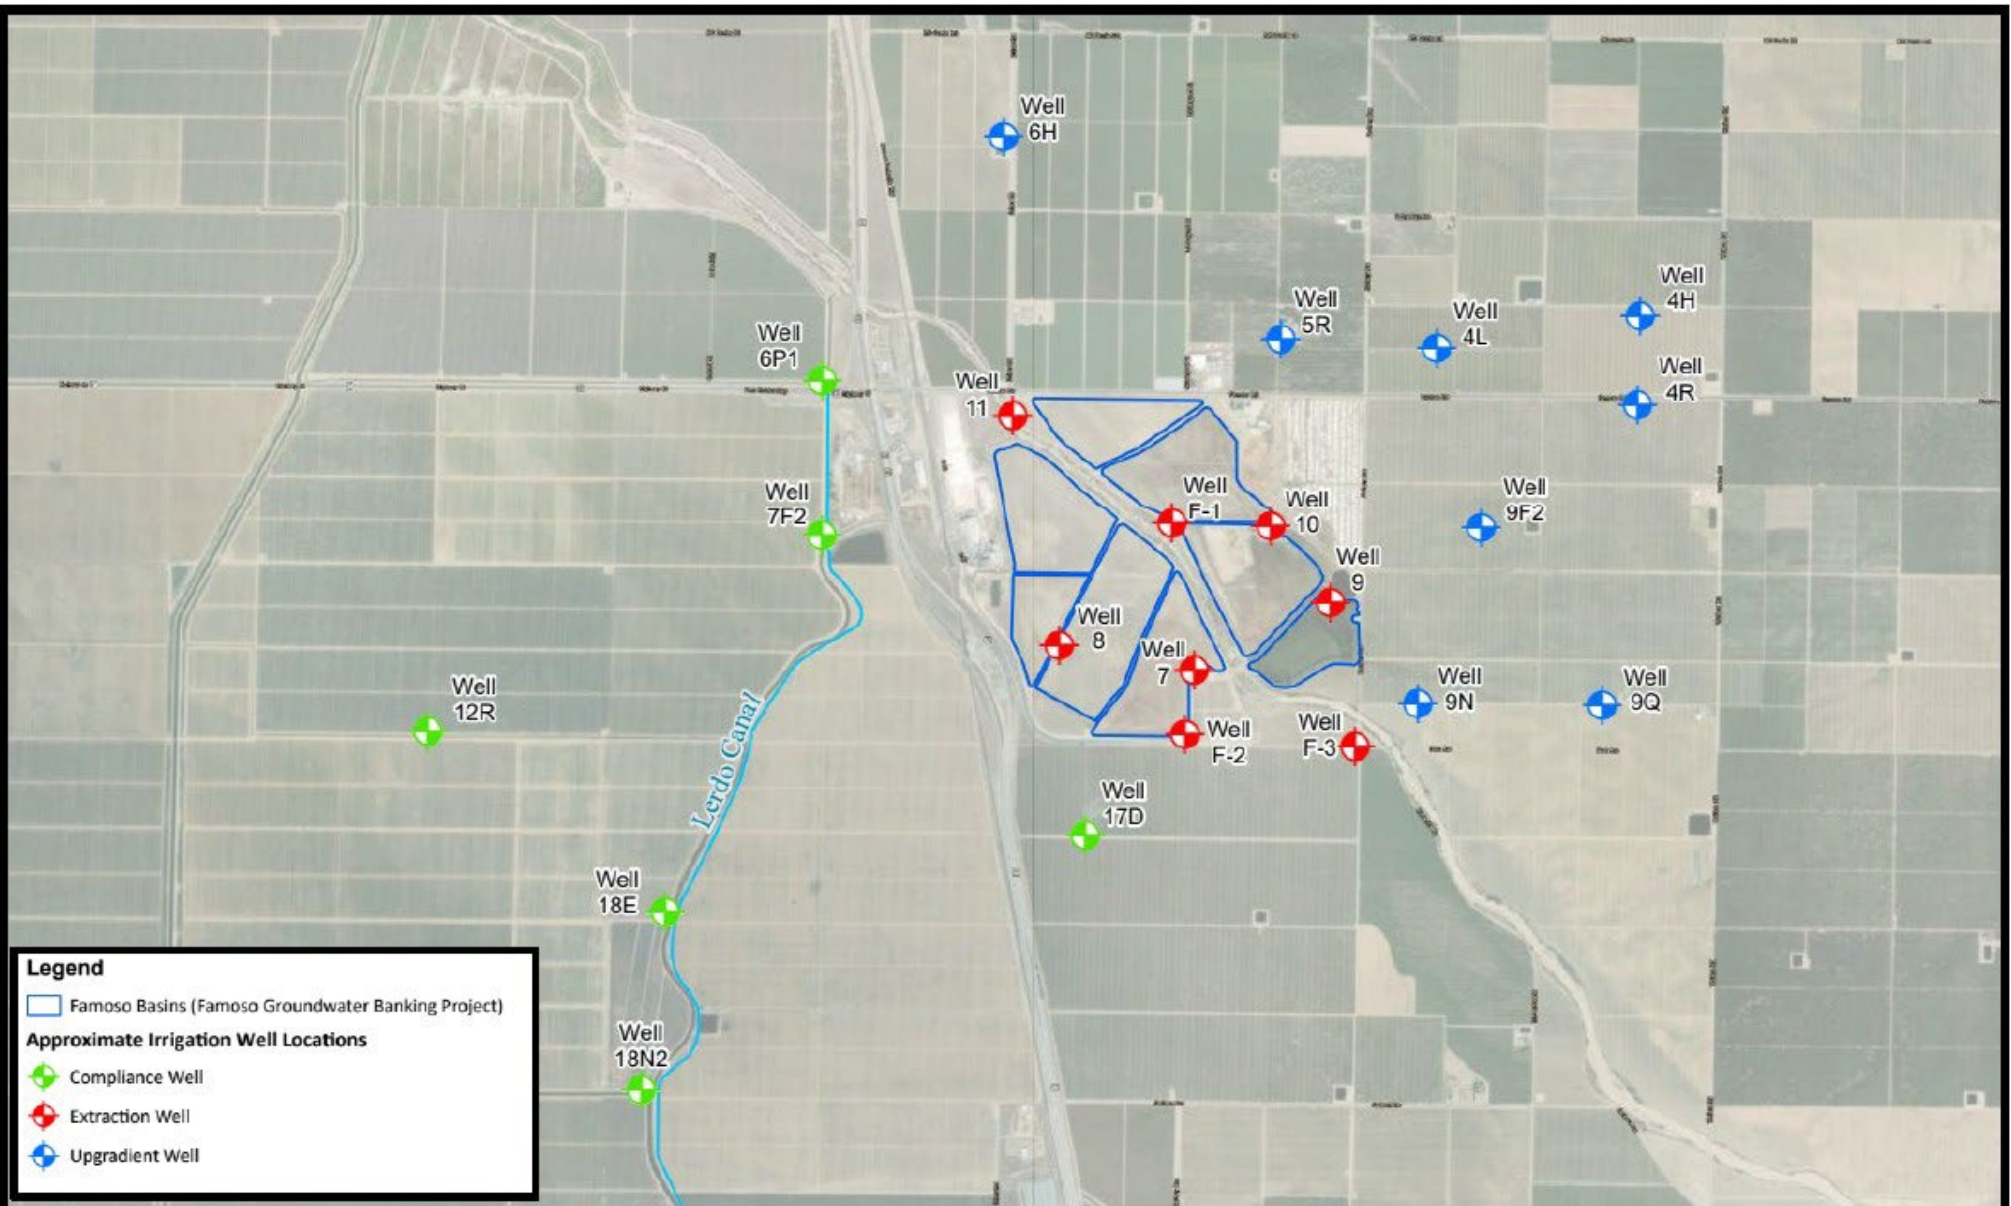 Well
6H
Well
4H
Well
5R
Well
4L
Well
6P1
Well
4R
Well
11
Well
7F2
Well
F-1
Well
10
Well
9F2
Well
9
Well
8
Well
7
Well
12R
Well
9N
Well
9Q
Well
F-2
Well
F-3
Lerdo Canal
Well
17D
Well
18E
Well
18N2
Legend
Famoso Basins (Famoso Groundwater Banking Project)
Approximate Irrigation Well Locations
Compliance Well
Extraction Well
Upgradient Well